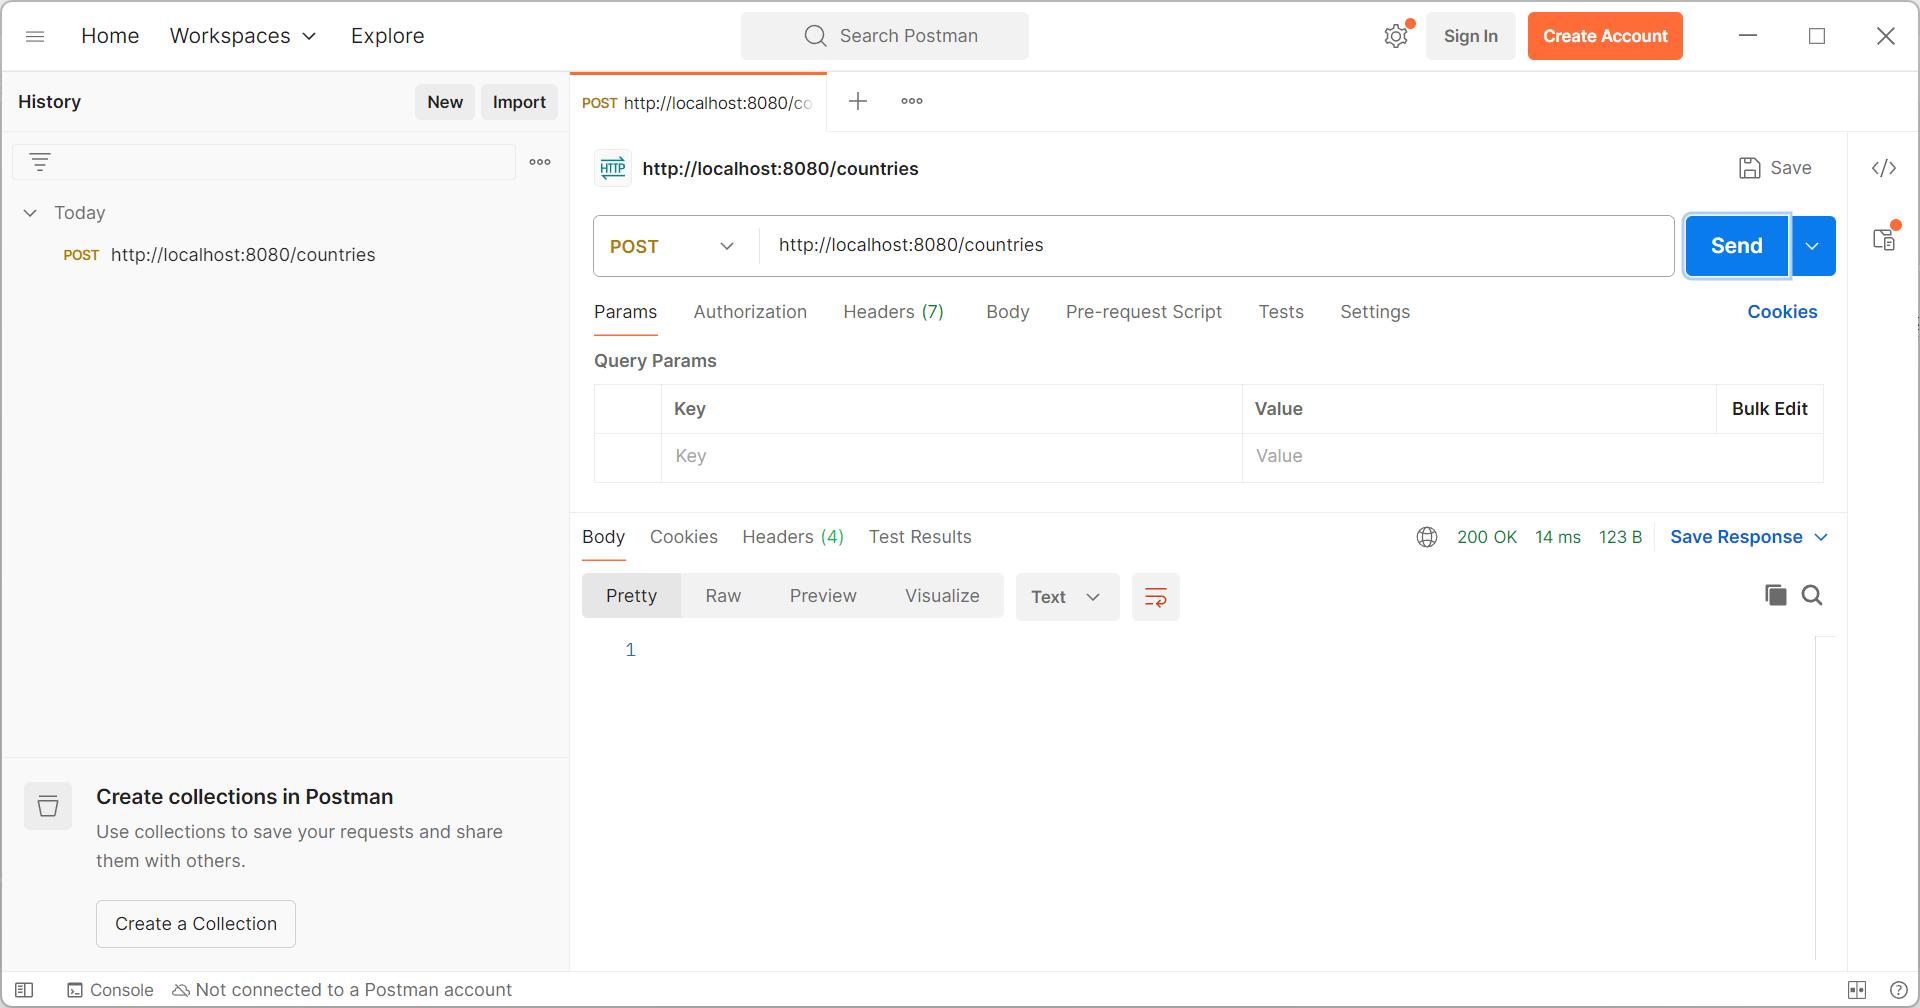 Home Workspaces Explore Search Postman Sign In Create Account
History New Import
POST http://localhost:8080/co
HTTP http://localhost:8080/countries Save
Today
POST http://localhost:8080/countries
POST http://localhost:8080/countries Send
Params Authorization Headers (7) Body Pre-request Script Tests Settings Cookies
Query Params
Key Value Bulk Edit
Key Value
Body Cookies Headers (4) Test Results 200 OK 14 ms 123 B Save Response
Pretty Raw Preview Visualize Text
1
Create collections in Postman
Use collections to save your requests and share
them with others.
Create a Collection
Console Not connected to a Postman account